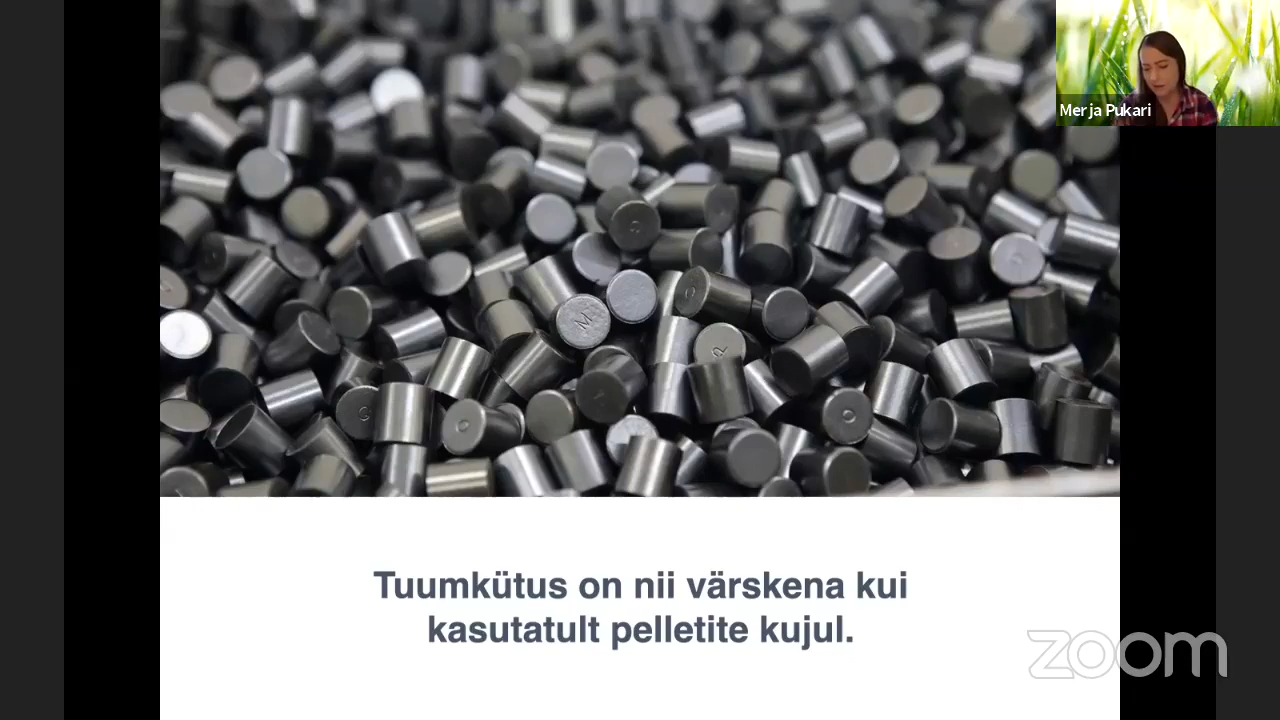 Merja Pukari
M
Tuumkütus on nii värskena kui
kasutatult pelletite kujul.
zoom